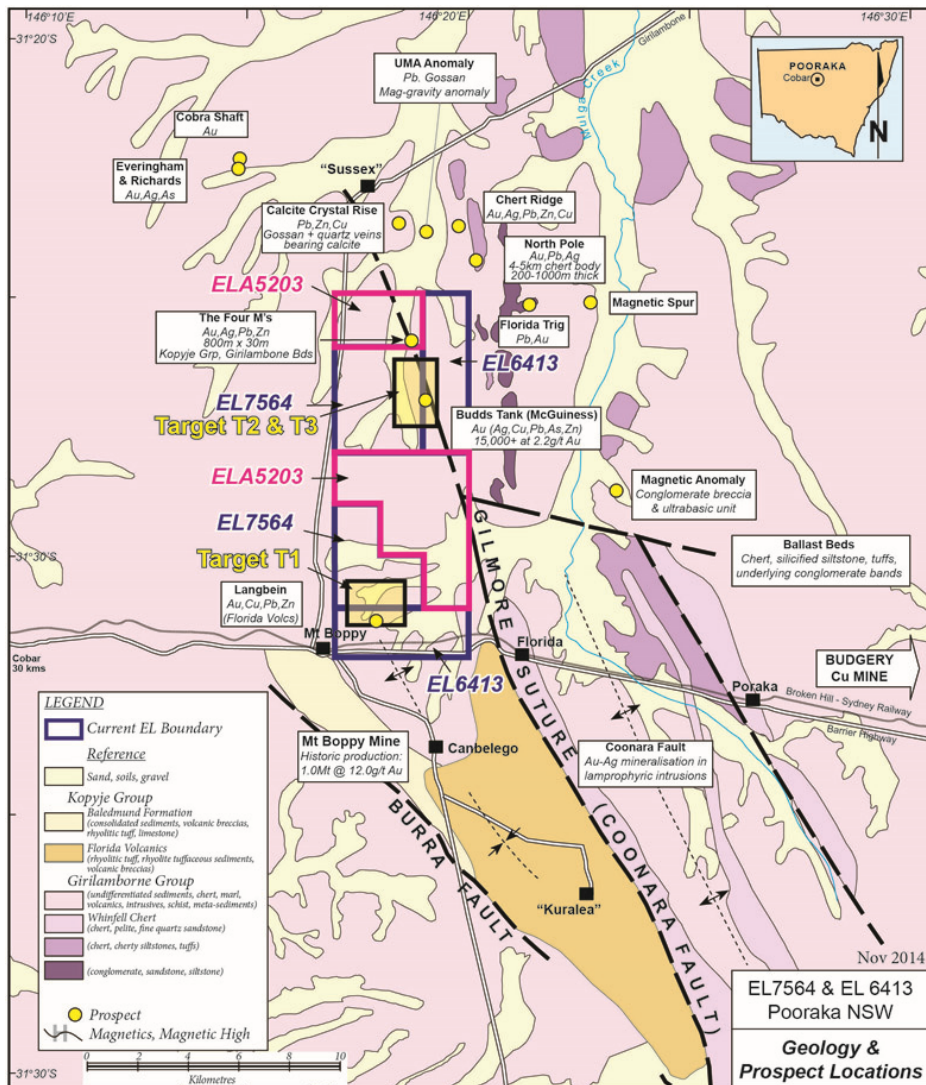 146°10'E
146°20'E
146°30'E
31°20'S
Girilambone
Mulga Creek
POORAKA
Cobar
N
UMA Anomaly
Pb. Gossan
Mag-gravity anomaly
Cobra Shaft
Au
Everingham
& Richards
Au,Ag,As
"Sussex"
Calcite Crystal Rise
Pb,Zn,Cu
Gossan + quartz veins
bearing calcite
Chert Ridge
Au,Ag,Pb,Zn,Cu
North Pole
Au,Pb,Ag
4-5km chert body
200-1000m thick
ELA5203
Magnetic Spur
The Four M's
Au,Ag,Pb,Zn
800m x 30m
Kopyje Grp, Girilambone Bds
Florida Trig
Pb,Au
EL6413
EL7564
Target T2 & T3
Budds Tank (McGuiness)
Au (Ag,Cu,Pb,As,Zn)
15,000+ at 2.2g/t Au
ELA5203
Magnetic Anomaly
Conglomerate breccia
& ultrabasic unit
EL7564
31°30'S
Target T1
Ballast Beds
Chert, silicified siltstone, tuffs,
underlying conglomerate bands
Langbein
Au,Cu,Pb,Zn
(Florida Volcs)
Mt Boppy
Florida
Cobar
30 kms
EL6413
BUDGERY
Cu MINE
Poraka
Broken Hill - Sydney Railway
Barrier Highway
GILMORE SUTURE (COONARA FAULT)
Mt Boppy Mine
Historic production:
1.0Mt @ 12.0g/t Au
Canbelego
Coonara Fault
Au-Ag mineralisation in
lamprophyric intrusions
BURRA FAULT
"Kuralea"
LEGEND
Current EL Boundary
Reference
Sand, soils, gravel
Kopyje Group
Baledmund Formation
(consolidated sediments, volcanic breccias,
rhyolitic tuff, limestone)
Florida Volcanics
(rhyolitic tuff, rhyolite tuffaceous sediments,
volcanic breccias)
Girilamborne Group
(undifferentiated sediments, chert, marl,
volcanics, intrusives, schist, meta-sediments)
Whinfell Chert
(chert, pelite, fine quartz sandstone)
(chert, cherty siltstones, tuffs)
(conglomerate, sandstone, siltstone)
Prospect
Magnetics, Magnetic High
0 2 4 6 8 10
Kilometres
31°30'S
Nov 2014
EL7564 & EL 6413
Pooraka NSW
Geology &
Prospect Locations